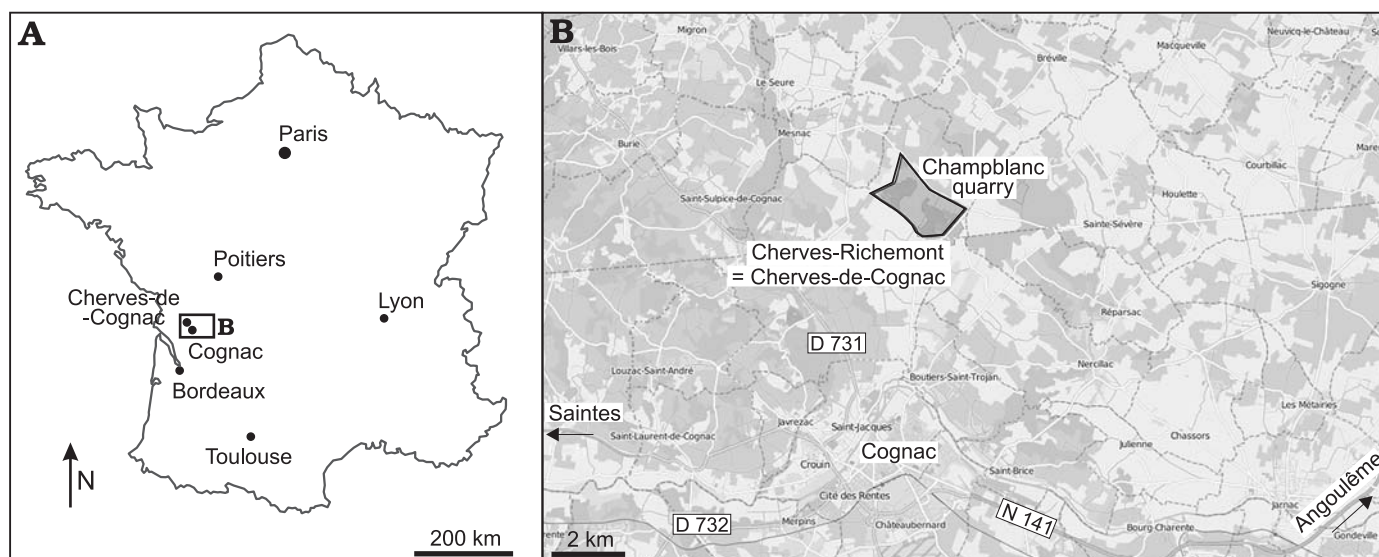 A
Paris
Poitiers
Cherves-de
-Cognac
B
Lyon
Cognac
Bordeaux
Toulouse
N
200 km
B
Villars-les-Bois
Migron
Neuvicq-le-Château
Macqueville
Bréville
Le Seure
Mesnac
Burie
Champblanc
quarry
Courbillac
Houlette
Saint-Sulpice-de-Cognac
Sainte-Sévère
Cherves-Richemont
= Cherves-de-Cognac
Sigogne
Réparsac
D 731
Louzac-Saint-André
Boutiers-Saint-Trojan
Nercillac
Les Métairies
Saintes
Javrezac
Saint-Jacques
Saint-Laurent-de-Cognac
Cognac
Chassors
Julienne
Crouin
Saint-Brice
Cité des Rentes
Angoulême
Jarnac
N 141
D 732
Merpins
Châteaubernard
Bourg-Charente
Gondeville
2 km